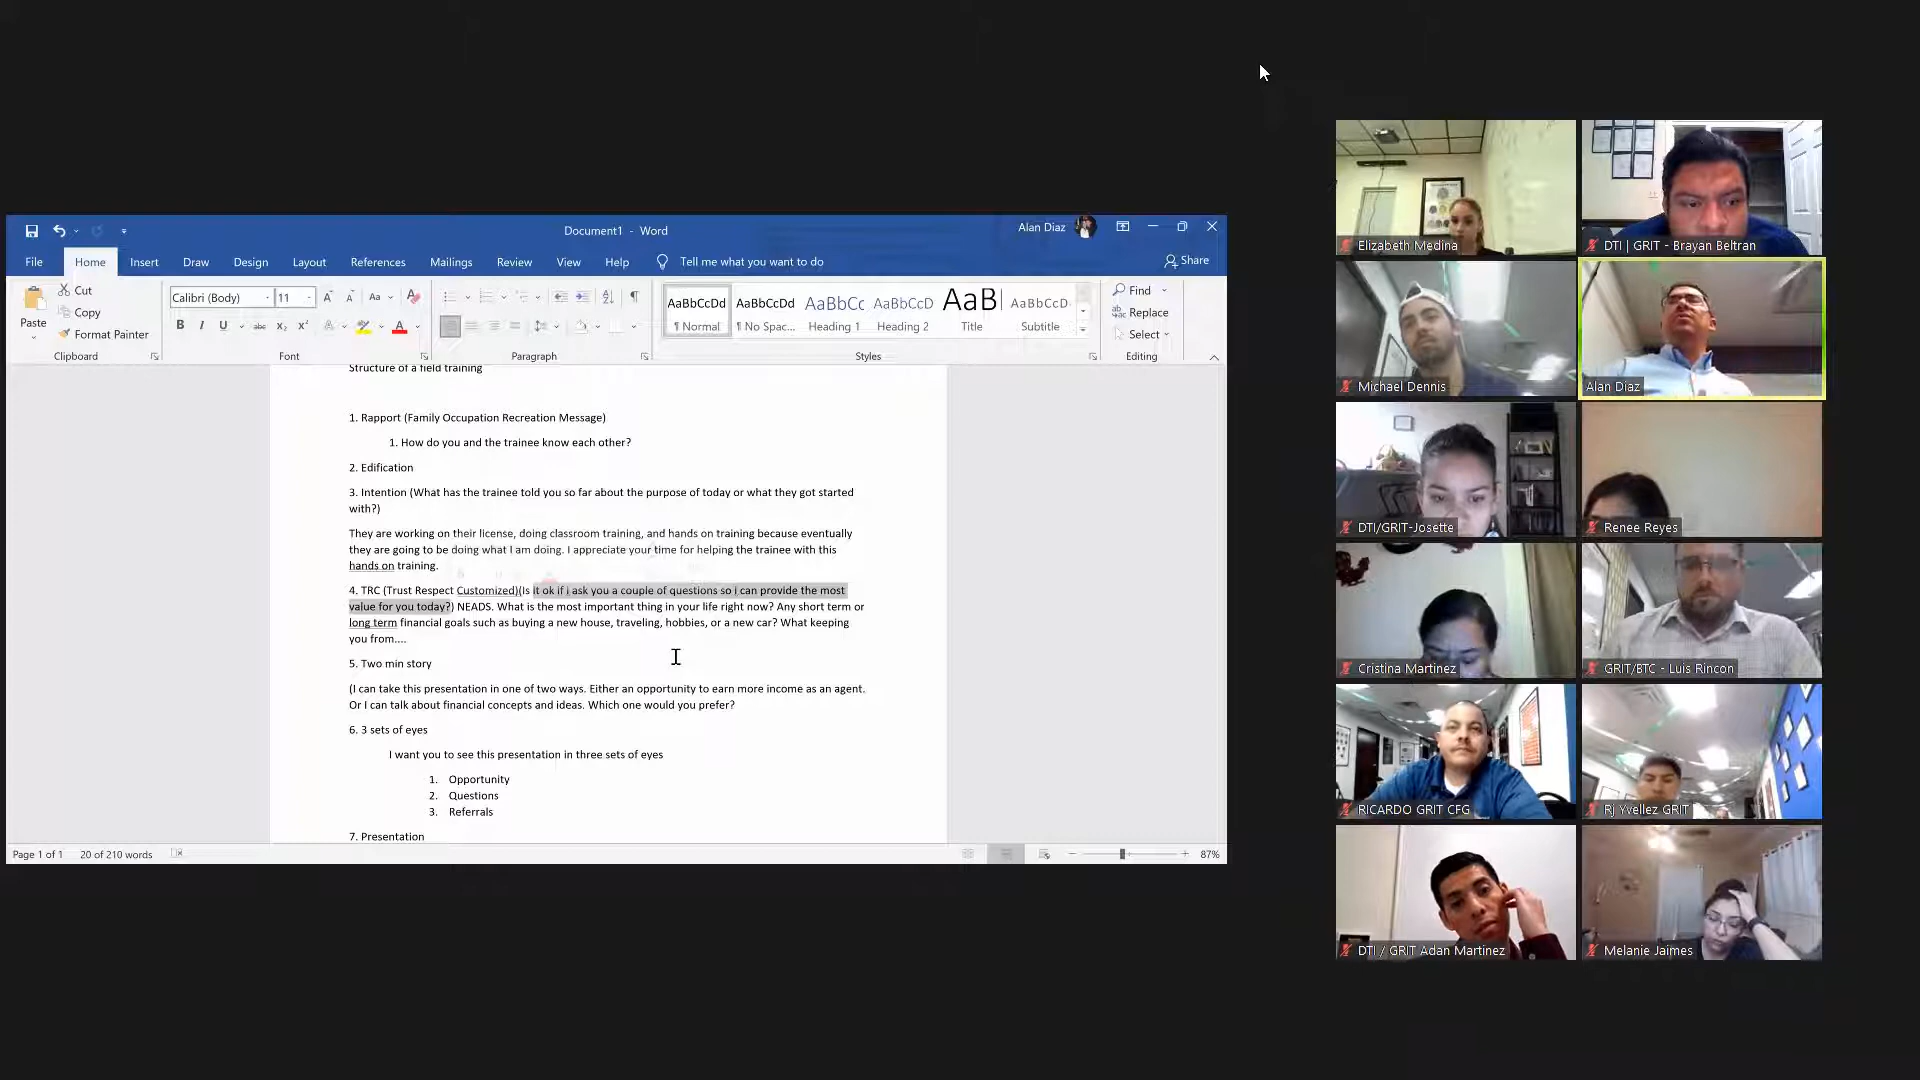 Document1 - Word
Alan Diaz
File Home Insert Draw Design Layout References Mailings Review View Help Tell me what you want to do Share
Paste
Cut
Copy
Format Painter
Clipboard
Calibri (Body) 11
Font
Paragraph
AaBbCcDd AaBbCcDd AaBbCc AaBbCcD AaB AaBbCcD
¶ Normal ¶ No Spac... Heading 1 Heading 2 Title Subtitle
Styles
Find
Replace
Select
Editing
Structure of a field training
1. Rapport (Family Occupation Recreation Message)
1. How do you and the trainee know each other?
2. Edification
3. Intention (What has the trainee told you so far about the purpose of today or what they got started
with?)
They are working on their license, doing classroom training, and hands on training because eventually
they are going to be doing what I am doing. I appreciate your time for helping the trainee with this
hands on training.
4. TRC (Trust Respect Customized)(Is it ok if i ask you a couple of questions so i can provide the most
value for you today?) NEADS. What is the most important thing in your life right now? Any short term or
long term financial goals such as buying a new house, traveling, hobbies, or a new car? What keeping
you from....
5. Two min story
(I can take this presentation in one of two ways. Either an opportunity to earn more income as an agent.
Or I can talk about financial concepts and ideas. Which one would you prefer?
6. 3 sets of eyes
I want you to see this presentation in three sets of eyes
1. Opportunity
2. Questions
3. Referrals
7. Presentation
Page 1 of 1 20 of 210 words
87%
Elizabeth Medina
DTI | GRIT - Brayan Beltran
Michael Dennis
Alan Diaz
DTI/GRIT-Josette
Renee Reyes
Cristina Martinez
GRIT/BTC - Luis Rincon
RICARDO GRIT CFG
Rj Yvellez GRIT
DTI / GRIT Adan Martinez
Melanie Jaimes